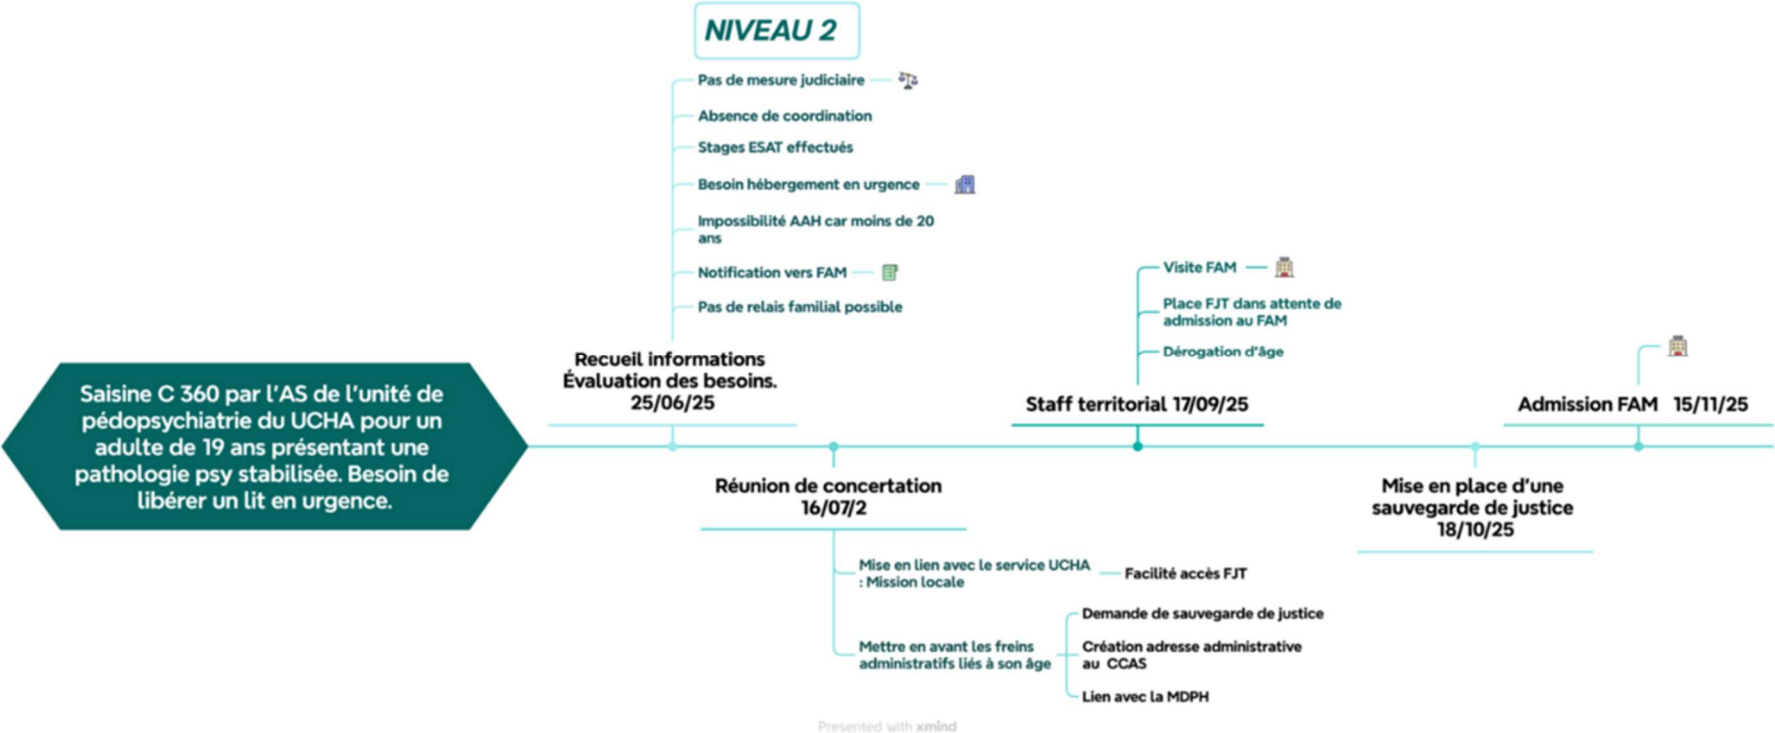 NIVEAU 2
Pas de mesure judiciaire
Absence de coordination
Stages ESAT effectués
Besoin hébergement en urgence
Impossibilité AAH car moins de 20
ans
Notification vers FAM
Pas de relais familial possible
Recueil informations
Évaluation des besoins.
25/06/25
Saisine C 360 par l'AS de l'unité de
pédopsychiatrie du UCHA pour un
adulte de 19 ans présentant une
pathologie psy stabilisée. Besoin de
libérer un lit en urgence.
Réunion de concertation
16/07/2
Mise en lien avec le service UCHA
: Mission locale
Facilité accès FJT
Mettre en avant les freins
administratifs liés à son âge
Demande de sauvegarde de justice
Création adresse administrative
au CCAS
Lien avec la MDPH
Visite FAM
Place FJT dans attente de
admission au FAM
Dérogation d'âge
Staff territorial 17/09/25
Mise en place d'une
sauvegarde de justice
18/10/25
Admission FAM 15/11/25
Presented with xmind